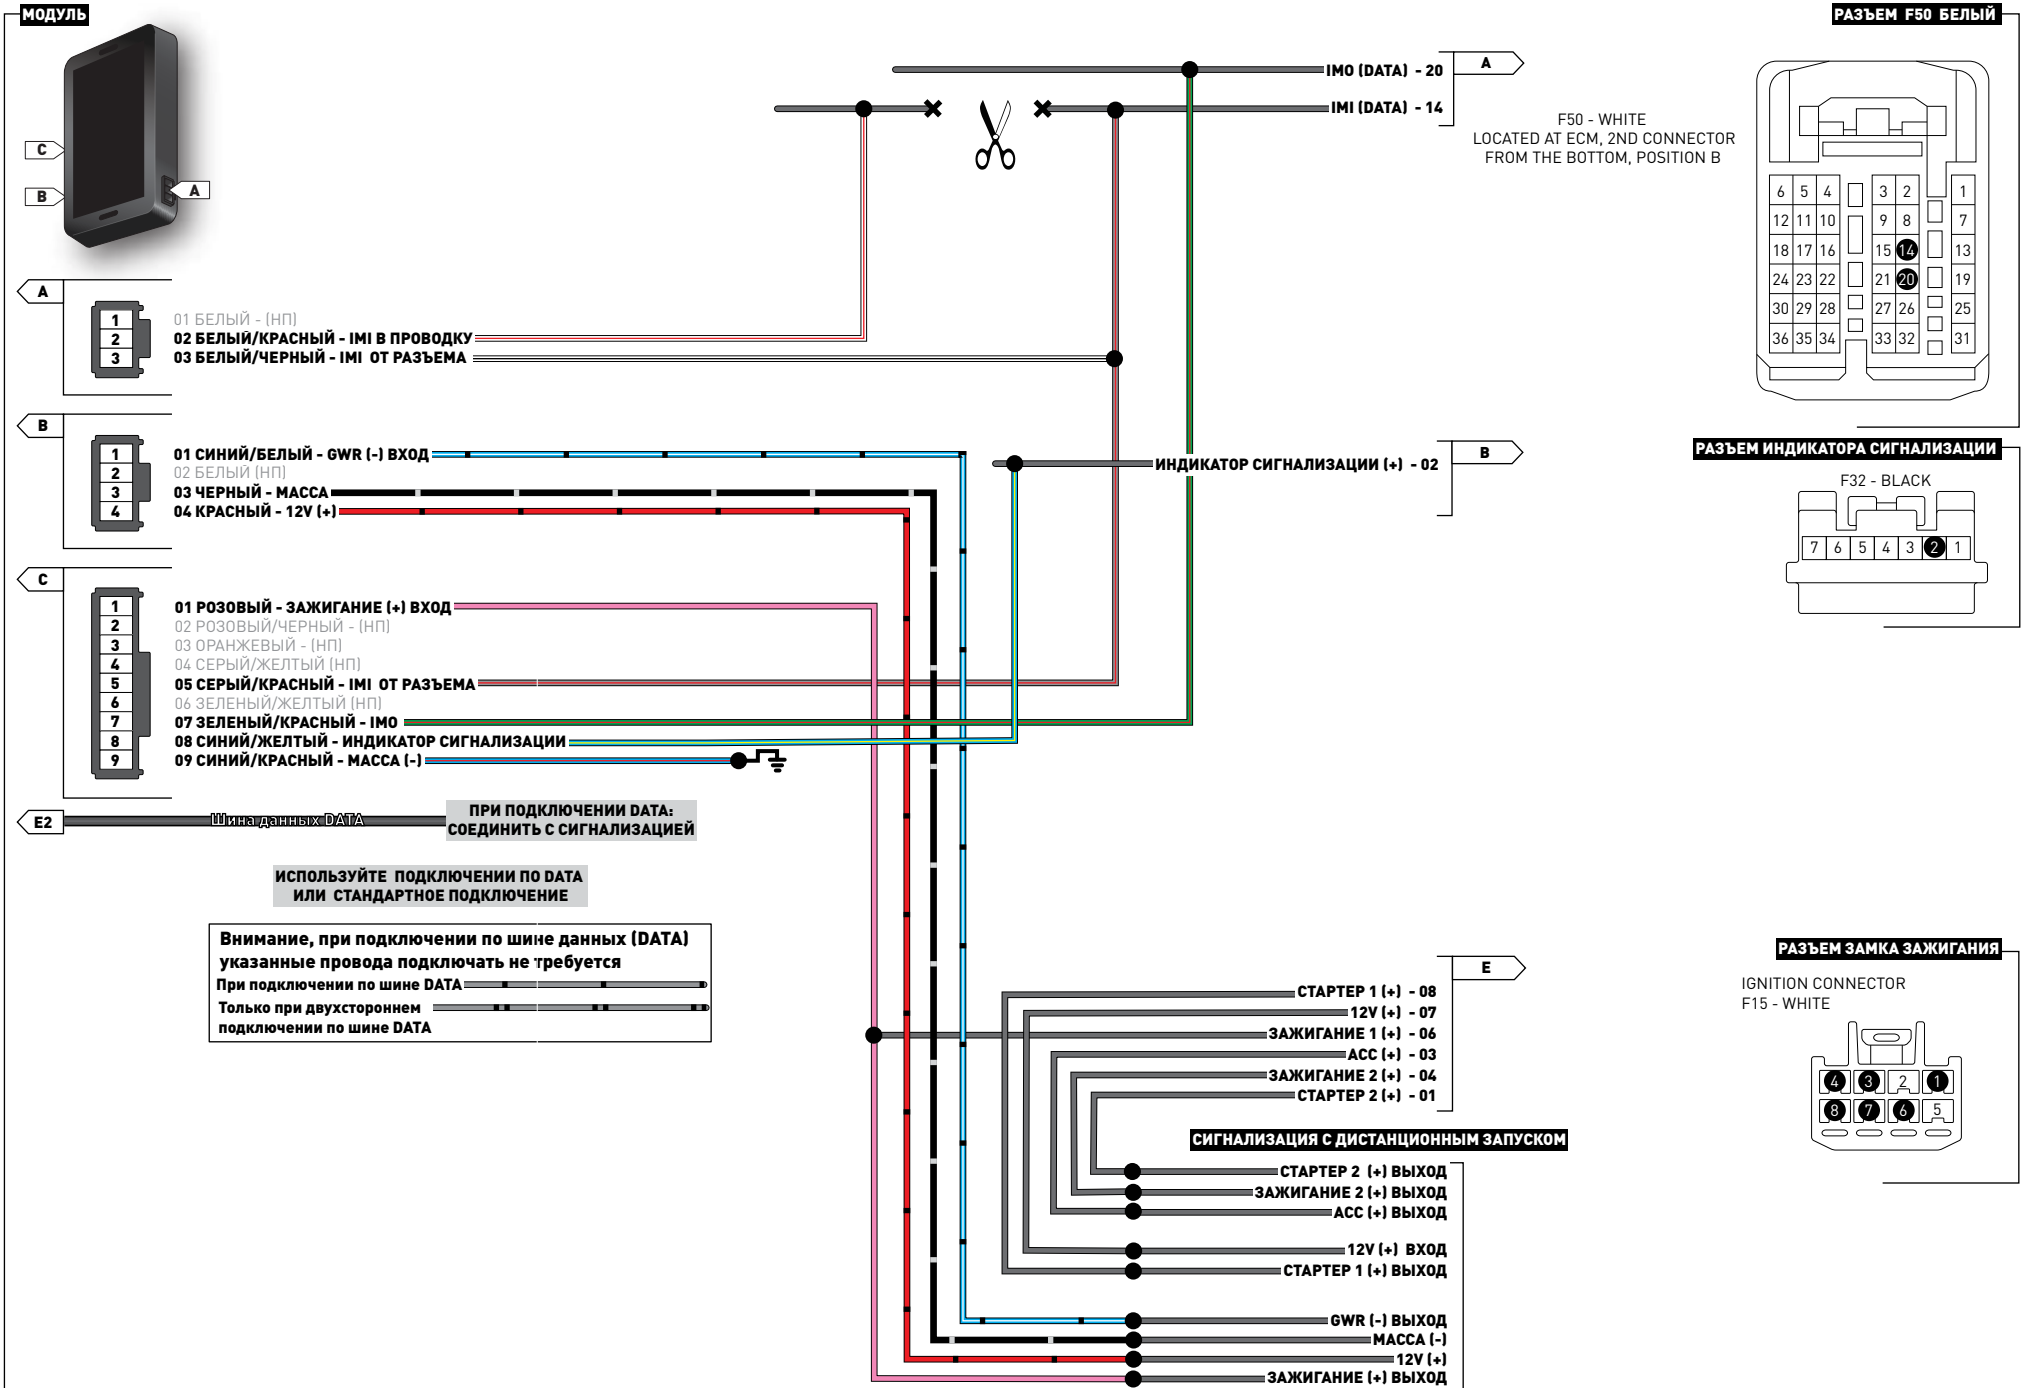 МОДУЛЬ
C
B
A
A
1
2
3
01 БЕЛЫЙ - (НП)
02 БЕЛЫЙ/КРАСНЫЙ - IMI В ПРОВОДКУ
03 БЕЛЫЙ/ЧЕРНЫЙ - IMI ОТ РАЗЪЕМА
B
1
2
3
4
01 СИНИЙ/БЕЛЫЙ - GWR (-) ВХОД
02 БЕЛЫЙ (НП)
03 ЧЕРНЫЙ - МАССА
04 КРАСНЫЙ - 12V (+)
C
1
2
3
4
5
6
7
8
9
01 РОЗОВЫЙ - ЗАЖИГАНИЕ (+) ВХОД
02 РОЗОВЫЙ/ЧЕРНЫЙ - (НП)
03 ОРАНЖЕВЫЙ - (НП)
04 СЕРЫЙ/ЖЕЛТЫЙ (НП)
05 СЕРЫЙ/КРАСНЫЙ - IMI ОТ РАЗЪЕМА
06 ЗЕЛЕНЫЙ/ЖЕЛТЫЙ (НП)
07 ЗЕЛЕНЫЙ/КРАСНЫЙ - IMO
08 СИНИЙ/ЖЕЛТЫЙ - ИНДИКАТОР СИГНАЛИЗАЦИИ
09 СИНИЙ/КРАСНЫЙ - МАССА (-)
E2
Шина данных DATA
ПРИ ПОДКЛЮЧЕНИИ DATA:
СОЕДИНИТЬ С СИГНАЛИЗАЦИЕЙ
ИСПОЛЬЗУЙТЕ ПОДКЛЮЧЕНИИ ПО DATA
ИЛИ СТАНДАРТНОЕ ПОДКЛЮЧЕНИЕ
Внимание, при подключении по шине данных (DATA)
указанные провода подключать не требуется
При подключении по шине DATA
Только при двухстороннем
подключении по шине DATA
IMO (DATA) - 20
IMI (DATA) - 14
A
F50 - WHITE
LOCATED AT ECM, 2ND CONNECTOR
FROM THE BOTTOM, POSITION B
ИНДИКАТОР СИГНАЛИЗАЦИИ (+) - 02
B
E
СТАРТЕР 1 (+) - 08
12V (+) - 07
ЗАЖИГАНИЕ 1 (+) - 06
ACC (+) - 03
ЗАЖИГАНИЕ 2 (+) - 04
СТАРТЕР 2 (+) - 01
СИГНАЛИЗАЦИЯ С ДИСТАНЦИОННЫМ ЗАПУСКОМ
СТАРТЕР 2 (+) ВЫХОД
ЗАЖИГАНИЕ 2 (+) ВЫХОД
ACC (+) ВЫХОД
12V (+) ВХОД
СТАРТЕР 1 (+) ВЫХОД
GWR (-) ВЫХОД
МАССА (-)
12V (+)
ЗАЖИГАНИЕ (+) ВЫХОД
РАЗЪЕМ F50 БЕЛЫЙ
6 5 4 3 2 1
12 11 10 9 8 7
18 17 16 15 14 13
24 23 22 21 20 19
30 29 28 27 26 25
36 35 34 33 32 31
РАЗЪЕМ ИНДИКАТОРА СИГНАЛИЗАЦИИ
F32 - BLACK
7 6 5 4 3 2 1
РАЗЪЕМ ЗАМКА ЗАЖИГАНИЯ
IGNITION CONNECTOR
F15 - WHITE
4 3 2 1
8 7 6 5